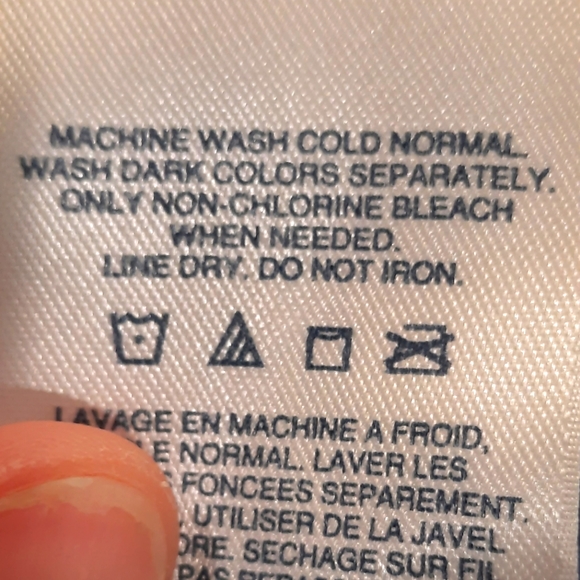 MACHINE WASH COLD NORMAL.
WASH DARK COLORS SEPARATELY.
ONLY NON-CHLORINE BLEACH
WHEN NEEDED.
LINE DRY. DO NOT IRON.
LAVAGE EN MACHINE A FROID,
NORMAL. LAVER LES
FONCEES SEPAREMENT.
UTILISER DE LA JAVEL
SECHAGE SUR FIL
PAS